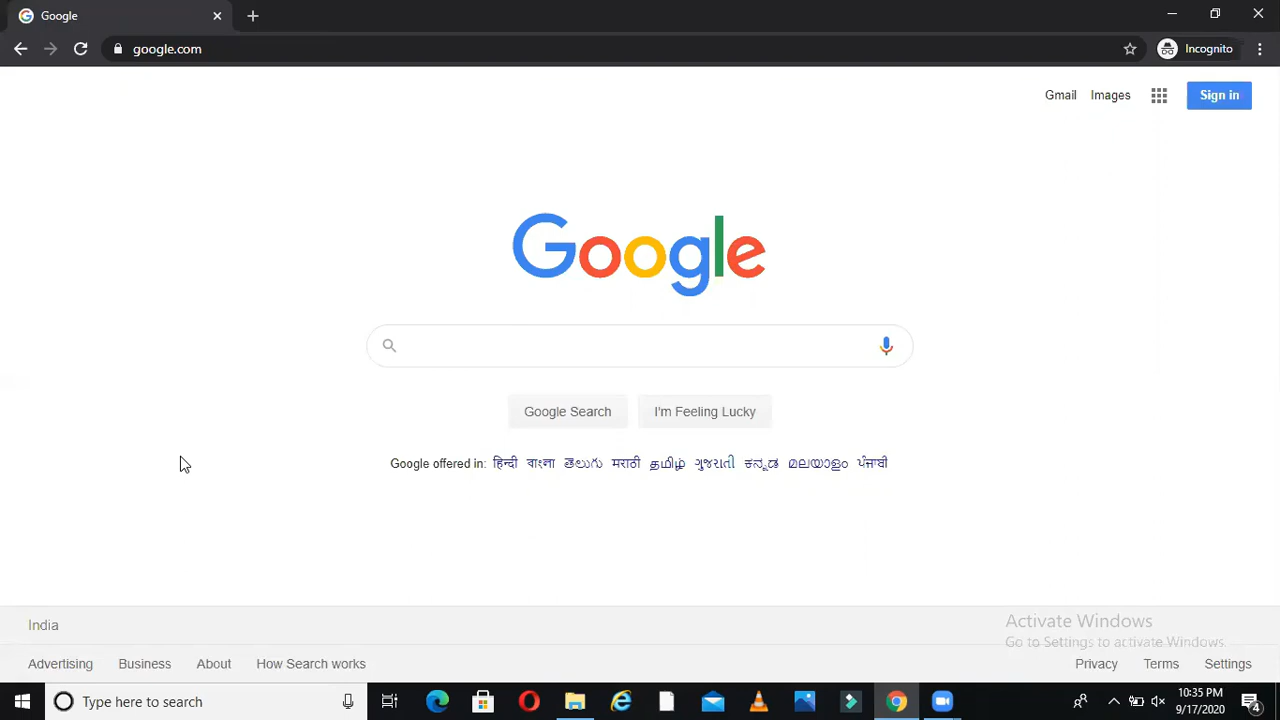 Google
google.com
Incognito
Gmail Images Sign in
Google
Google Search I'm Feeling Lucky
Google offered in: हिन्दी বাংলা తెలుగు मराठी தமிழ் ગુજરાતી ಕನ್ನಡ മലയാളം ਪੰਜਾਬੀ
India
Activate Windows
Go to Settings to activate Windows.
Advertising Business About How Search works Privacy Terms Settings
Type here to search
10:35 PM
9/17/2020
4